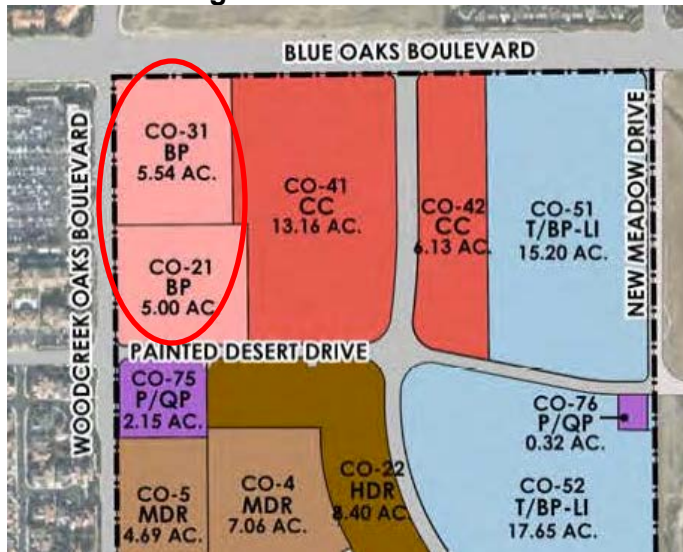 BLUE OAKS BOULEVARD
WOODCREEK OAKS BOULEVARD
NEW MEADOW DRIVE
CO-31
BP
5.54 AC.
CO-41
CC
13.16 AC.
CO-42
CC
6.13 AC.
CO-51
T/BP-LI
15.20 AC.
CO-21
BP
5.00 AC
PAINTED DESERT DRIVE
CO-75
P/QP
2.15 AC.
CO-76
P/QP
0.32 AC.
CO-5
MDR
4.69 AC.
CO-4
MDR
7.06 AC.
CO-22
HDR
8.40 AC.
CO-52
T/BP-LI
17.65 AC.